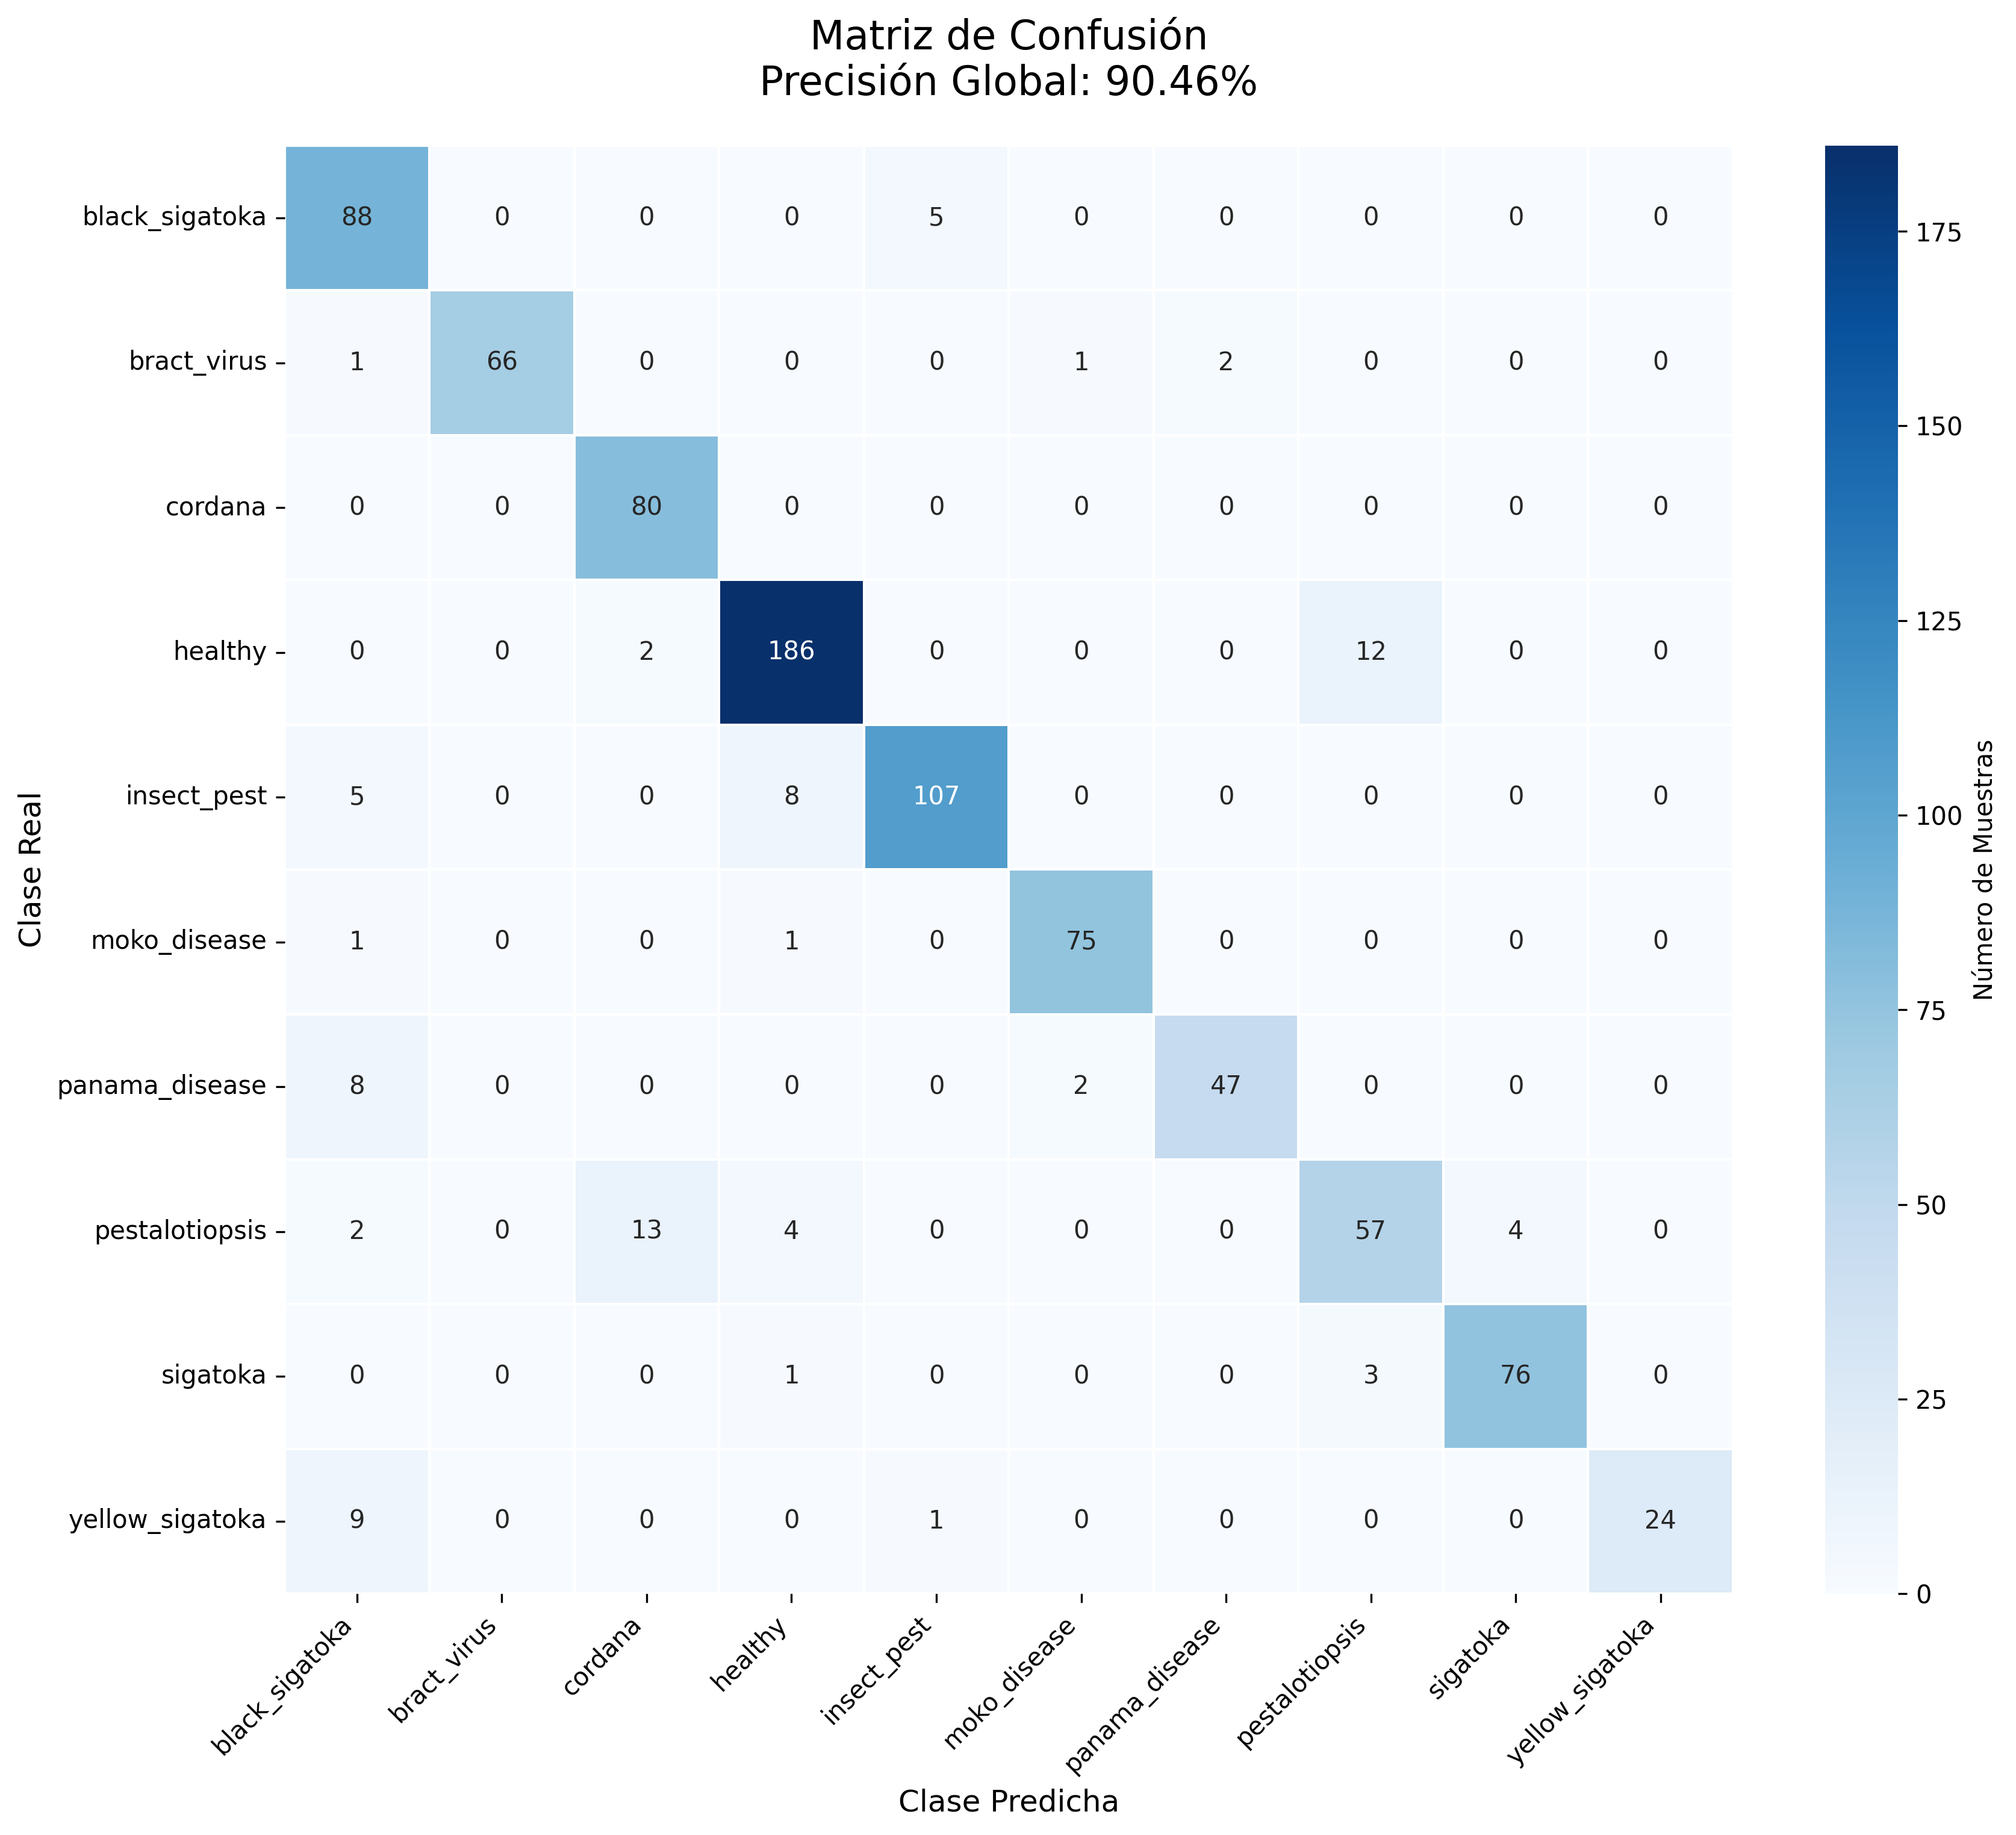 Matriz de Confusión
Precisión Global: 90.46%
Clase Real
black_sigatoka 88 0 0 0 5 0 0 0 0 0
bract_virus 1 66 0 0 0 1 2 0 0 0
cordana 0 0 80 0 0 0 0 0 0 0
healthy 0 0 2 186 0 0 0 12 0 0
insect_pest 5 0 0 8 107 0 0 0 0 0
moko_disease 1 0 0 1 0 75 0 0 0 0
panama_disease 8 0 0 0 0 2 47 0 0 0
pestalotiopsis 2 0 13 4 0 0 0 57 4 0
sigatoka 0 0 0 1 0 0 0 3 76 0
yellow_sigatoka 9 0 0 0 1 0 0 0 0 24
black_sigatoka
bract_virus
cordana
healthy
insect_pest
moko_disease
panama_disease
pestalotiopsis
sigatoka
yellow_sigatoka
Clase Predicha
175
150
125
100
75
50
25
0
Número de Muestras